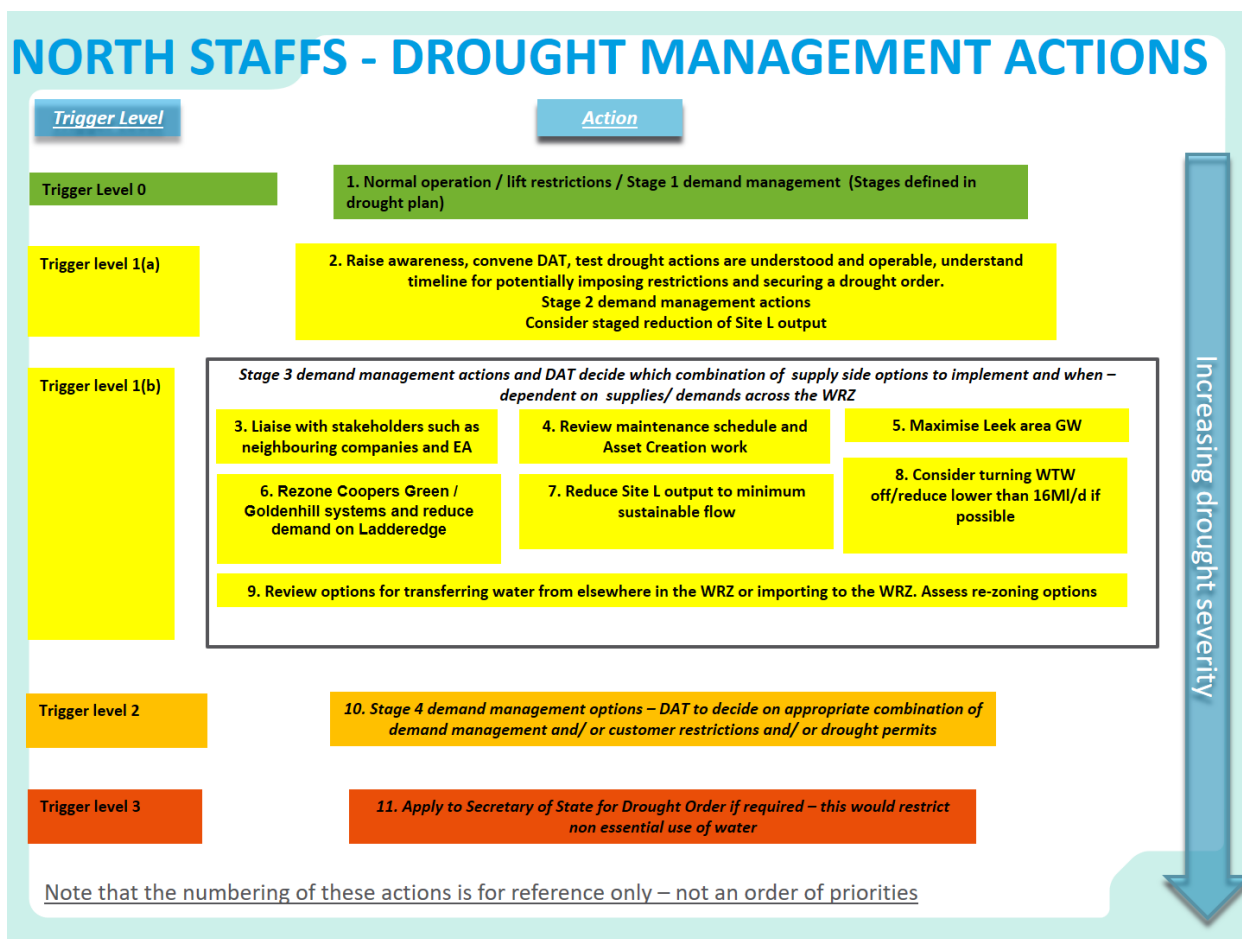 NORTH STAFFS - DROUGHT MANAGEMENT ACTIONS
Trigger Level
Action
Trigger Level 0
1. Normal operation / lift restrictions / Stage 1 demand management (Stages defined in
drought plan)
Trigger level 1(a)
2. Raise awareness, convene DAT, test drought actions are understood and operable, understand
timeline for potentially imposing restrictions and securing a drought order.
Stage 2 demand management actions
Consider staged reduction of Site L output
Trigger level 1(b)
Stage 3 demand management actions and DAT decide which combination of supply side options to implement and when –
dependent on supplies/ demands across the WRZ
3. Liaise with stakeholders such as
neighbouring companies and EA
4. Review maintenance schedule and
Asset Creation work
5. Maximise Leek area GW
6. Rezone Coopers Green /
Goldenhill systems and reduce
demand on Ladderedge
7. Reduce Site L output to minimum
sustainable flow
8. Consider turning WTW
off/reduce lower than 16Ml/d if
possible
9. Review options for transferring water from elsewhere in the WRZ or importing to the WRZ. Assess re-zoning options
Trigger level 2
10. Stage 4 demand management options – DAT to decide on appropriate combination of
demand management and/ or customer restrictions and/ or drought permits
Trigger level 3
11. Apply to Secretary of State for Drought Order if required – this would restrict
non essential use of water
Increasing drought severity
Note that the numbering of these actions is for reference only – not an order of priorities